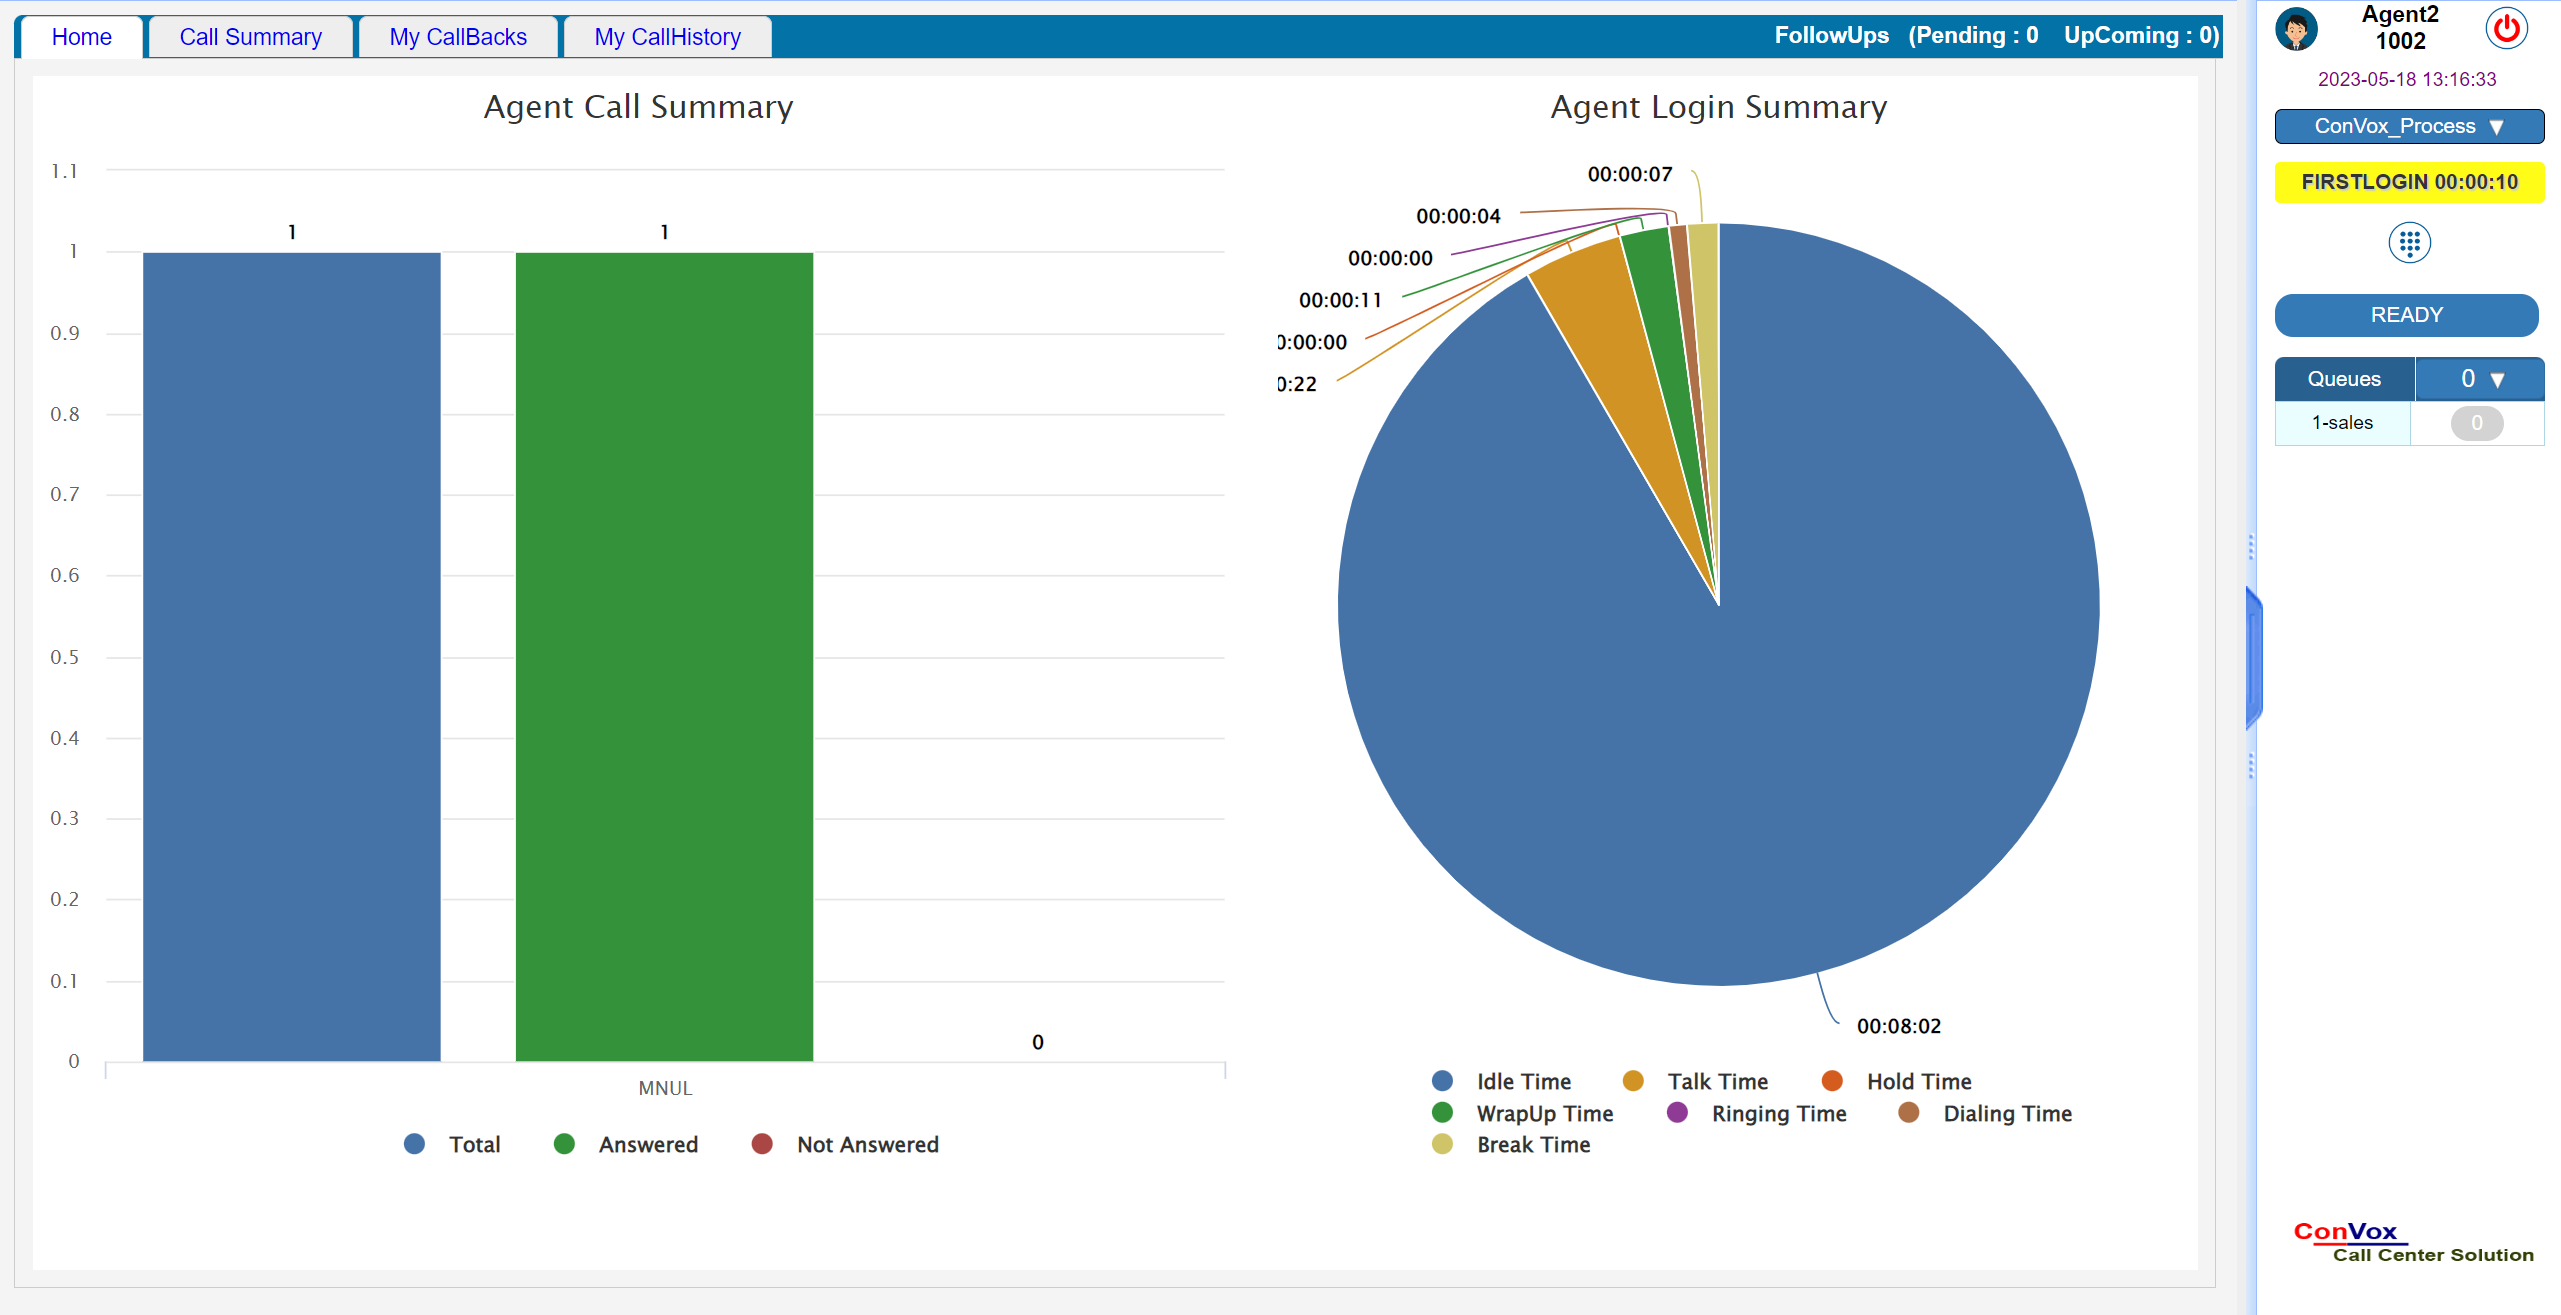 Home
Call Summary
My CallBacks
My CallHistory
FollowUps (Pending : 0 UpComing : 0)
Agent Call Summary
1.1
1
0.9
0.8
0.7
0.6
0.5
0.4
0.3
0.2
0.1
0
1
1
0
MNUL
Total
Answered
Not Answered
Agent Login Summary
00:00:07
00:00:04
00:00:00
00:00:11
0:00:00
0:22
00:08:02
Idle Time
Talk Time
Hold Time
WrapUp Time
Ringing Time
Dialing Time
Break Time
Agent2
1002
2023-05-18 13:16:33
ConVox_Process ▼
FIRSTLOGIN 00:00:10
READY
Queues
0 ▼
1-sales
0
ConVox
Call Center Solution